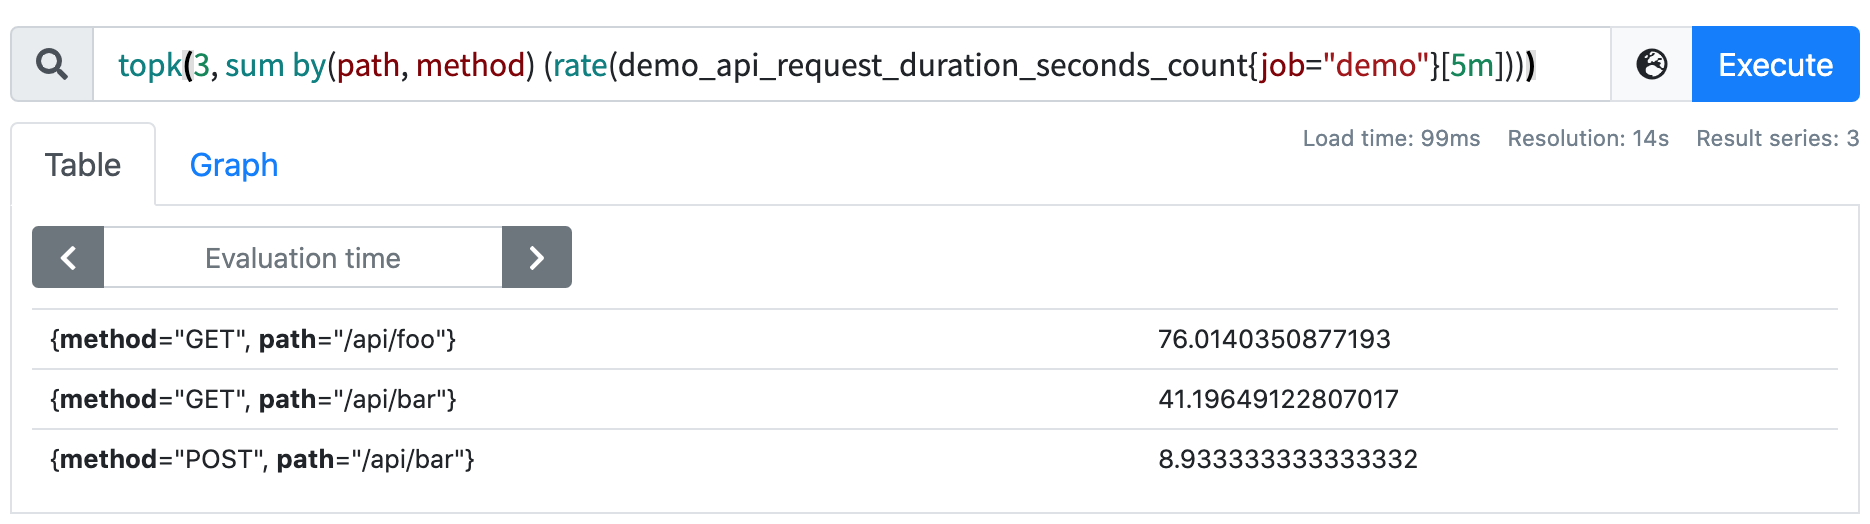 topk(3, sum by(path, method) (rate(demo_api_request_duration_seconds_count{job="demo"}[5m]))) Execute
Load time: 99ms Resolution: 14s Result series: 3
Table Graph
Evaluation time
{method="GET", path="/api/foo"} 76.0140350877193
{method="GET", path="/api/bar"} 41.19649122807017
{method="POST", path="/api/bar"} 8.933333333333332